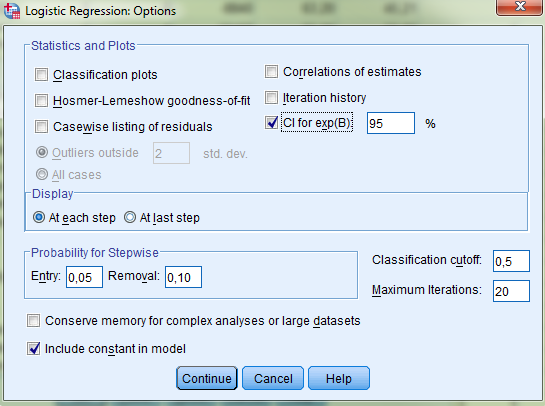 Logistic Regression: Options
Statistics and Plots
Classification plots
Hosmer-Lemeshow goodness-of-fit
Casewise listing of residuals
Outliers outside 2 std. dev.
All cases
Correlations of estimates
Iteration history
CI for exp(B): 95 %
Display
At each step At last step
Probability for Stepwise
Entry: 0,05 Removal: 0,10
Classification cutoff: 0,5
Maximum Iterations: 20
Conserve memory for complex analyses or large datasets
Include constant in model
Continue Cancel Help